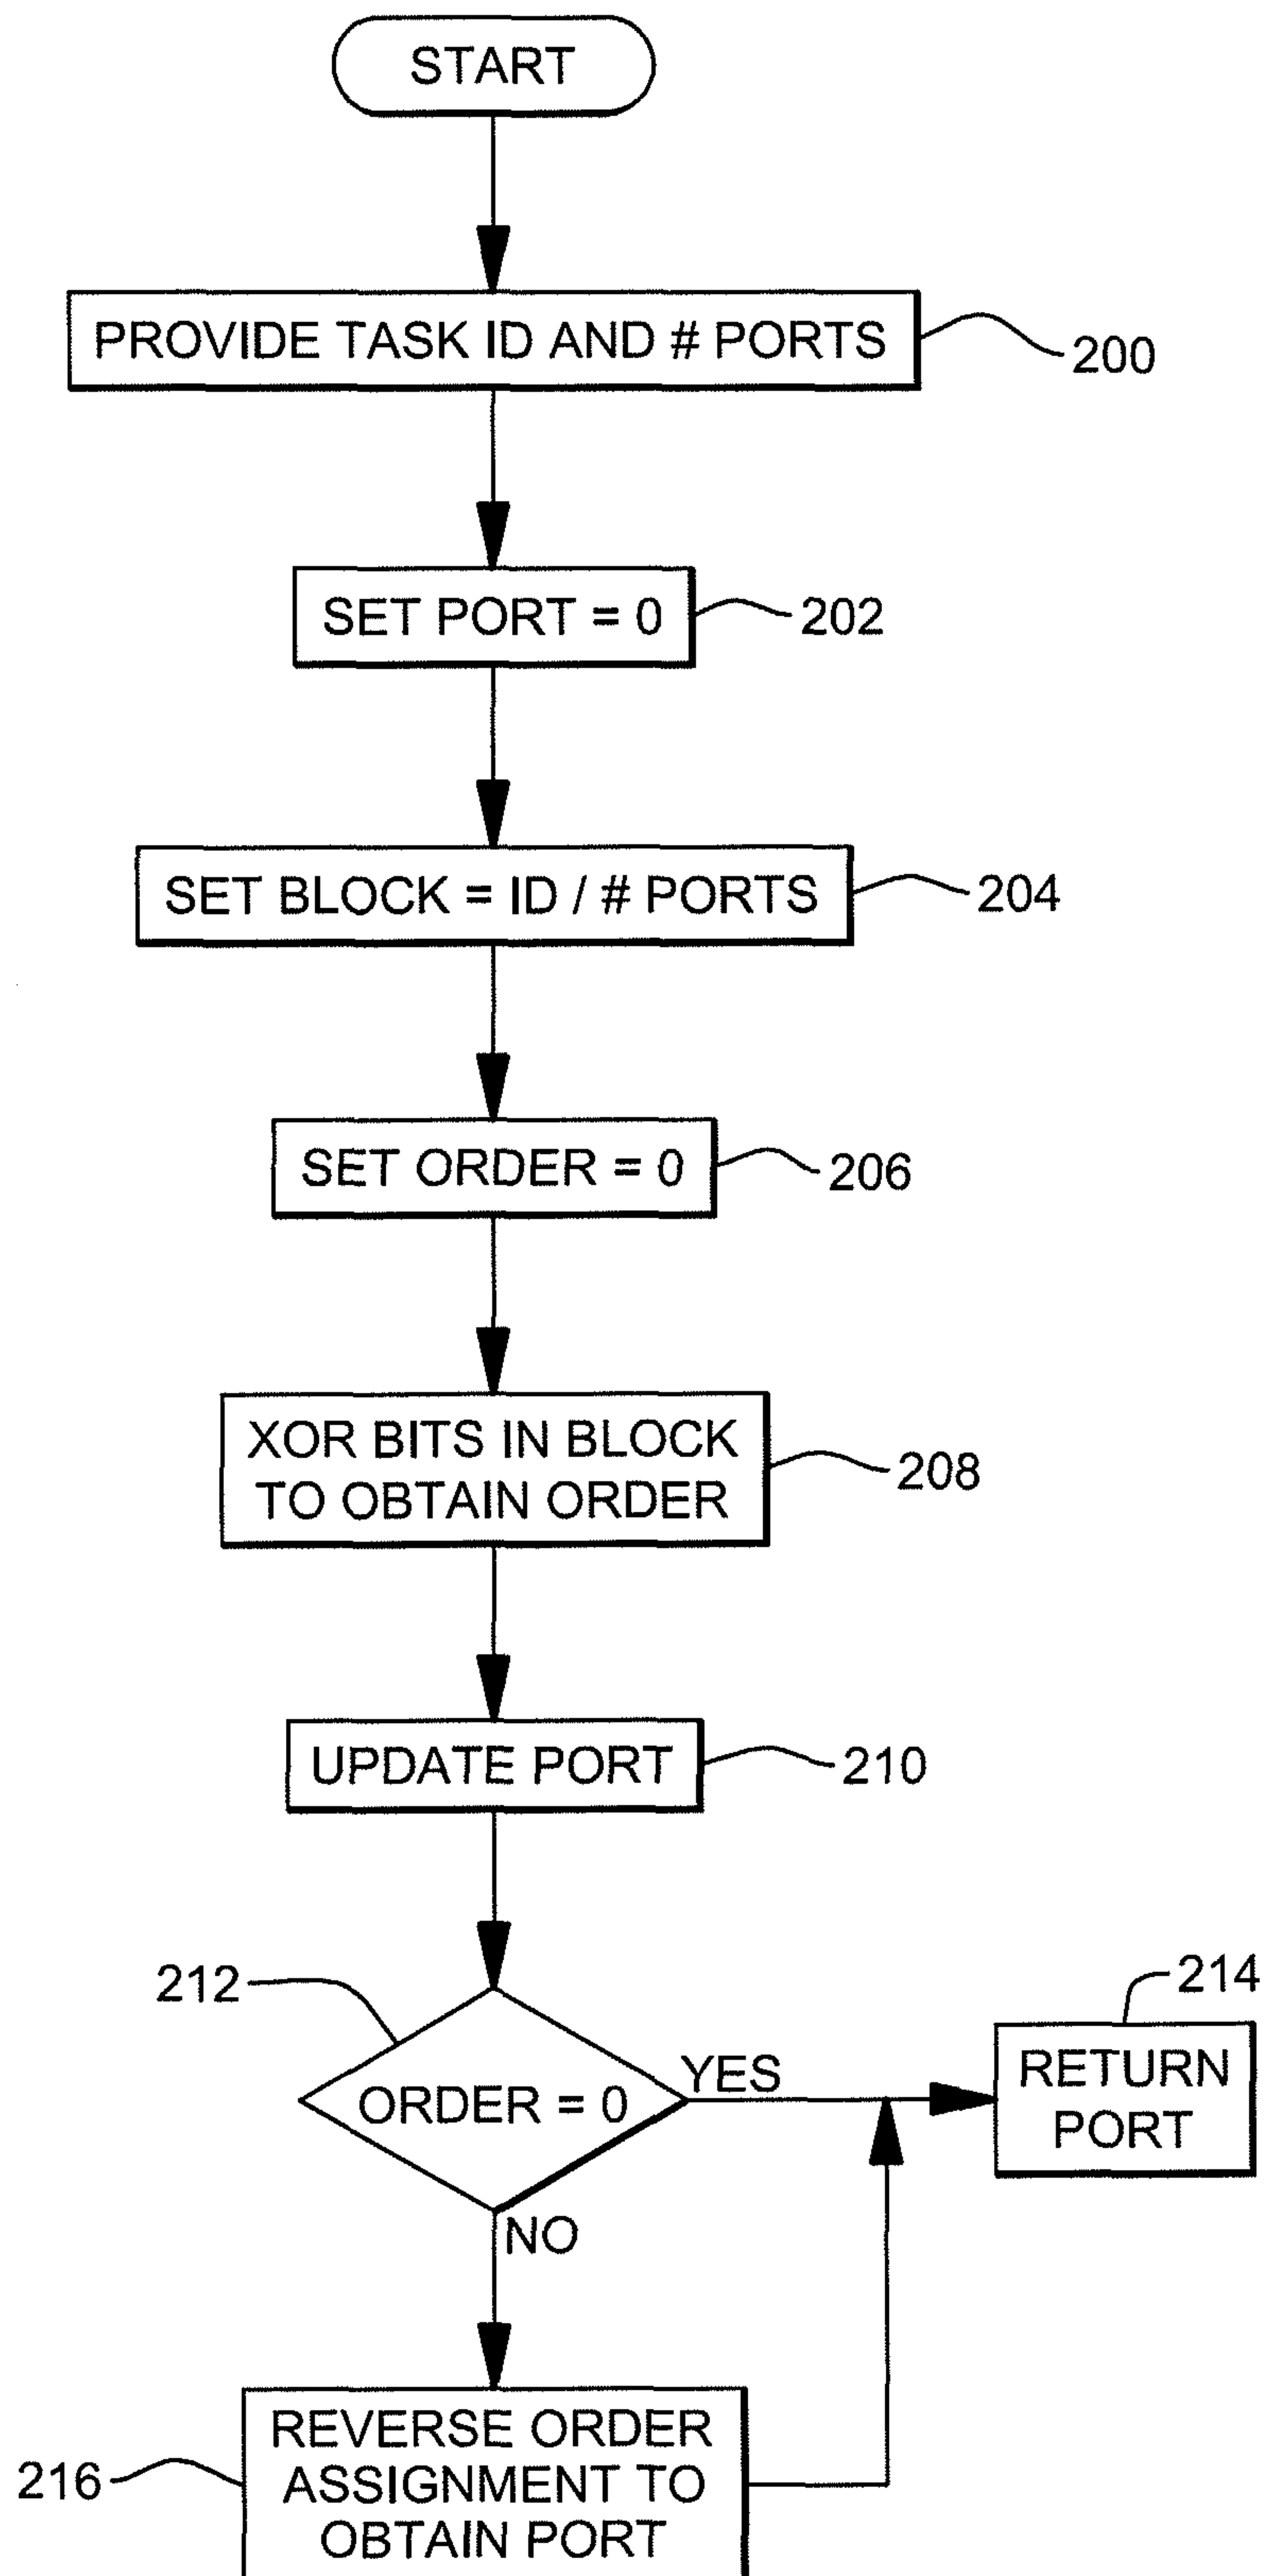 START
PROVIDE TASK ID AND # PORTS
200
SET PORT = 0
202
SET BLOCK = ID / # PORTS
204
SET ORDER = 0
206
XOR BITS IN BLOCK
TO OBTAIN ORDER
208
UPDATE PORT
210
212
ORDER = 0
YES
214
RETURN
PORT
NO
216
REVERSE ORDER
ASSIGNMENT TO
OBTAIN PORT